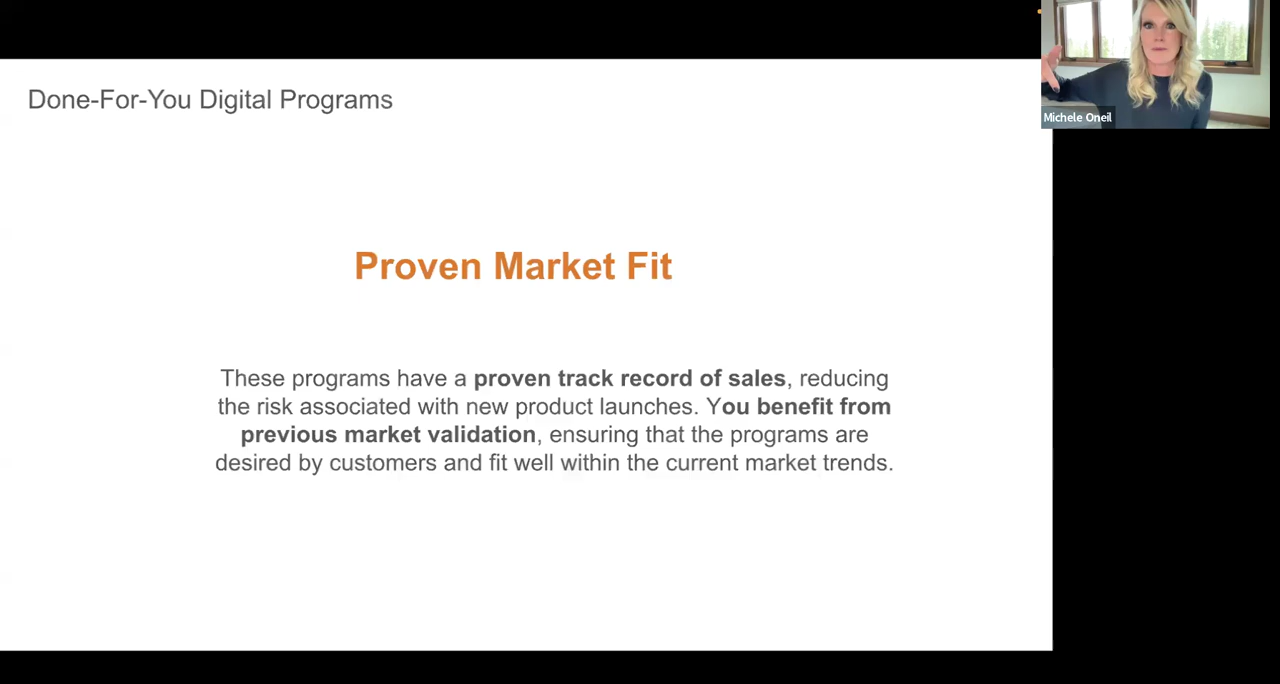 Done-For-You Digital Programs
Michele Oneil
Proven Market Fit
These programs have a proven track record of sales, reducing
the risk associated with new product launches. You benefit from
previous market validation, ensuring that the programs are
desired by customers and fit well within the current market trends.